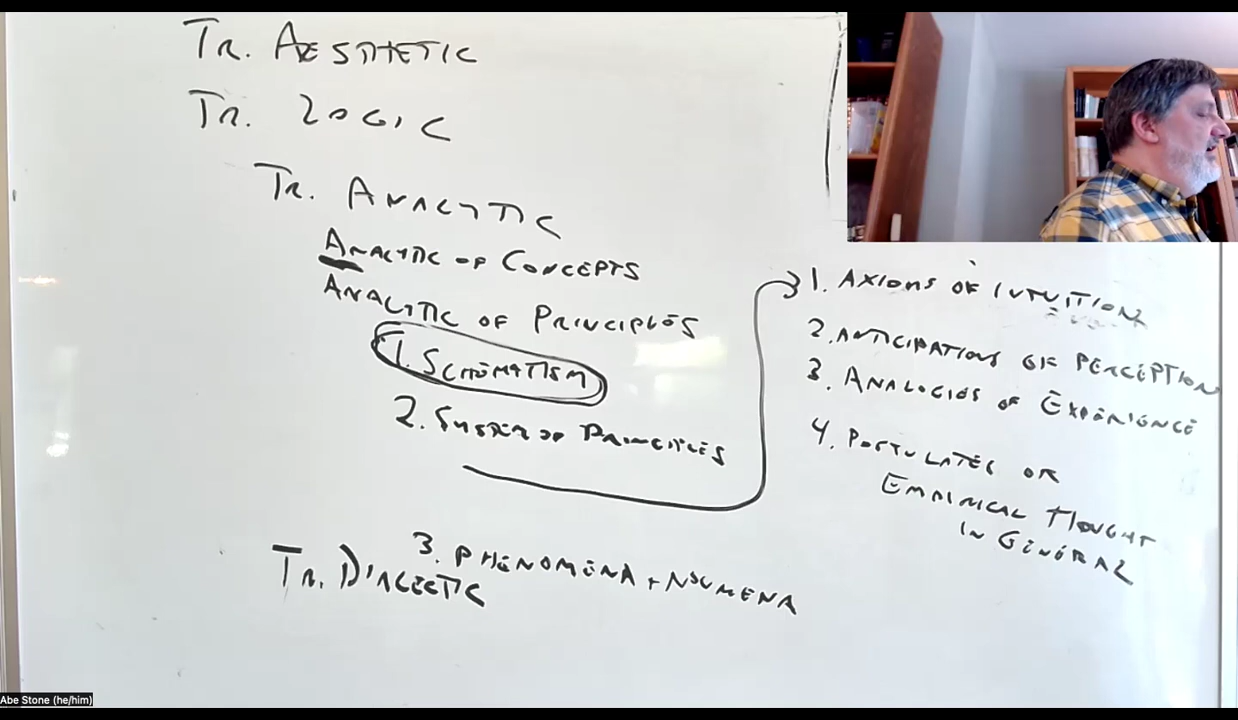 TR. AESTHETIC
TR. LOGIC
TR. ANALYTIC
ANALYTIC OF CONCEPTS
ANALYTIC OF PRINCIPLES
1. SCHEMATISM
2. SYSTEM OF PRINCIPLES
3. PHENOMENA + NOUMENA
TR. DIALECTIC
1. AXIOMS OF INTUITION
2. ANTICIPATIONS OF PERCEPTION
3. ANALOGIES OF EXPERIENCE
4. POSTULATES OF
EMPIRICAL THOUGHT
IN GENERAL
Abe Stone (he/him)